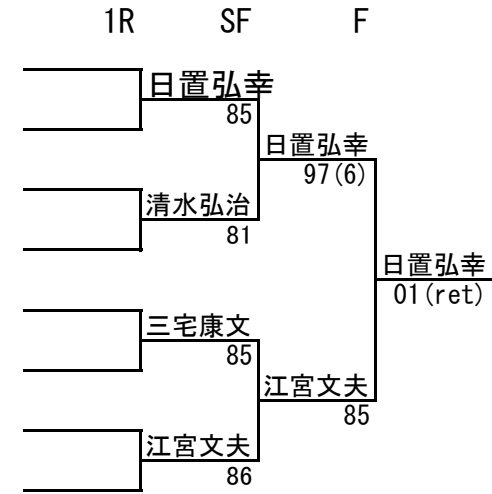 1R SF F
日置弘幸
85
日置弘幸
97(6)
清水弘治
81
日置弘幸
01(ret)
三宅康文
85
江宮文夫
85
江宮文夫
86